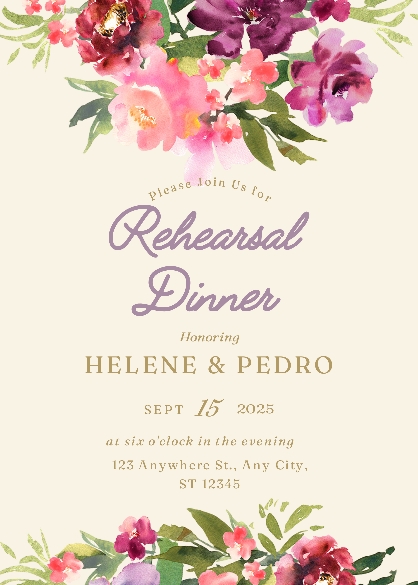 Please Join Us for
Rehearsal
Dinner
Honoring
HELENE & PEDRO
SEPT 15 2025
at six o'clock in the evening
123 Anywhere St., Any City,
ST 12345